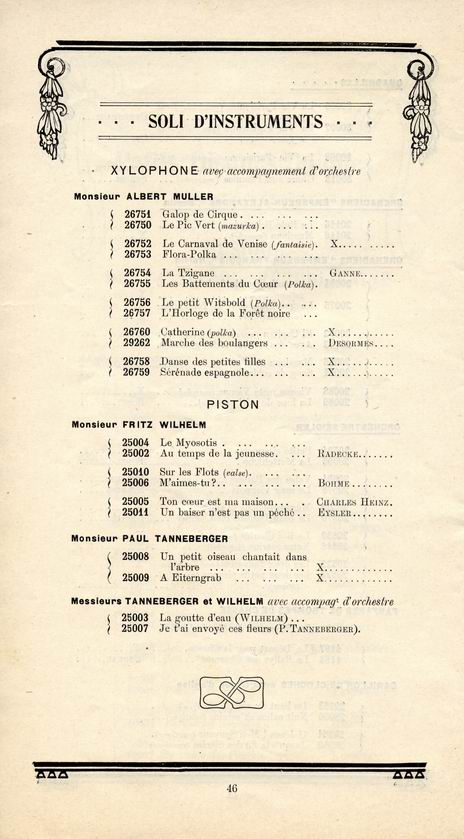 · · · SOLI D'INSTRUMENTS · · ·
XYLOPHONE avec accompagnement d'orchestre
Monsieur ALBERT MULLER
26751 Galop de Cirque. . . . ... ...
26750 Le Pic Vert (mazurka) . ... ...
26752 Le Carnaval de Venise (fantaisie). X..... ......
26753 Flora-Polka ... ... ... ...
26754 La Tzigane ... ... ... ... GANNE.......
26755 Les Battements du Cœur (Polka).
26756 Le petit Witsbold (Polka).. ...
26757 L'Horloge de la Forêt noire ...
26760 Catherine (polka) ... ... ... X...........
29262 Marche des boulangers ... ... DESORMES....
26758 Danse des petites filles ... ... X...........
26759 Sérénade espagnole... ... ... X...........
PISTON
Monsieur FRITZ WILHELM
25004 Le Myosotis . ... ... ...
25002 Au temps de la jeunesse. ... RADECKE.......
25010 Sur les Flots (valse). ... ...
25006 M'aimes-tu?.. ... ... ... BOHME ........
25005 Ton cœur est ma maison... . CHARLES HEINZ.
25011 Un baiser n'est pas un péché.. EYSLER........
Monsieur PAUL TANNEBERGER
25008 Un petit oiseau chantait dans
l'arbre ... ... ... ... X............
25009 A Eiterngrab ... ... ... X............
Messieurs TANNEBERGER et WILHELM avec accompagt d'orchestre
25003 La goutte d'eau (WILHELM) ...
25007 Je t'ai envoyé ces fleurs (P. TANNEBERGER).
46